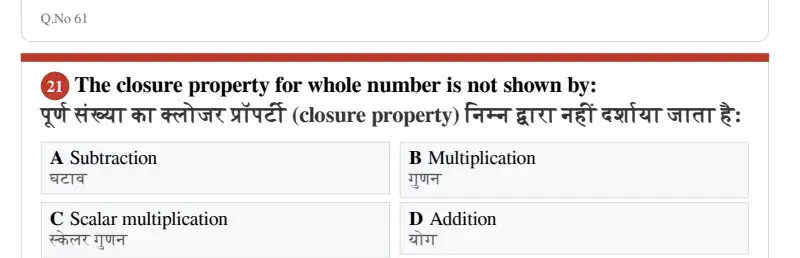 Q.No 61
21 The closure property for whole number is not shown by:
पूर्ण संख्या का क्लोजर प्रॉपर्टी (closure property) निम्न द्वारा नहीं दर्शाया जाता है:
A Subtraction
घटाव
B Multiplication
गुणन
C Scalar multiplication
स्केलर गुणन
D Addition
योग